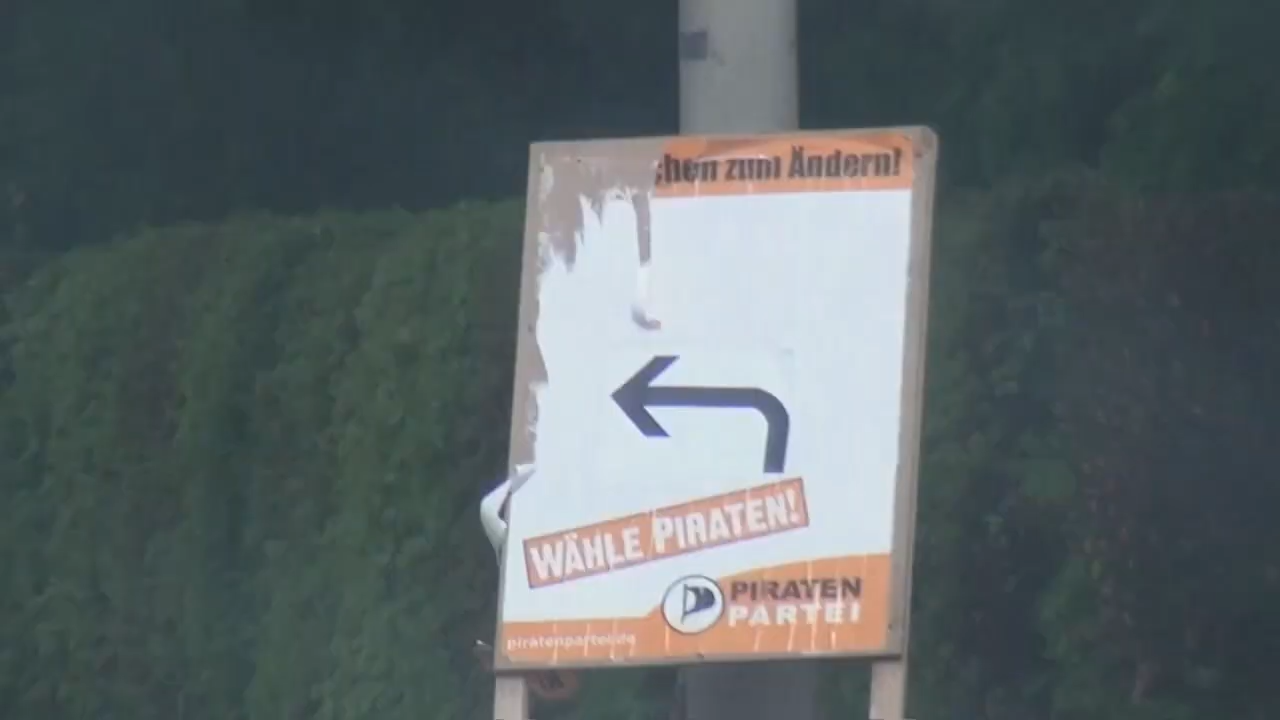 chen zum Ändern!
WÄHLE PIRATEN!
PIRATEN
PARTEI
piratenpartei.de